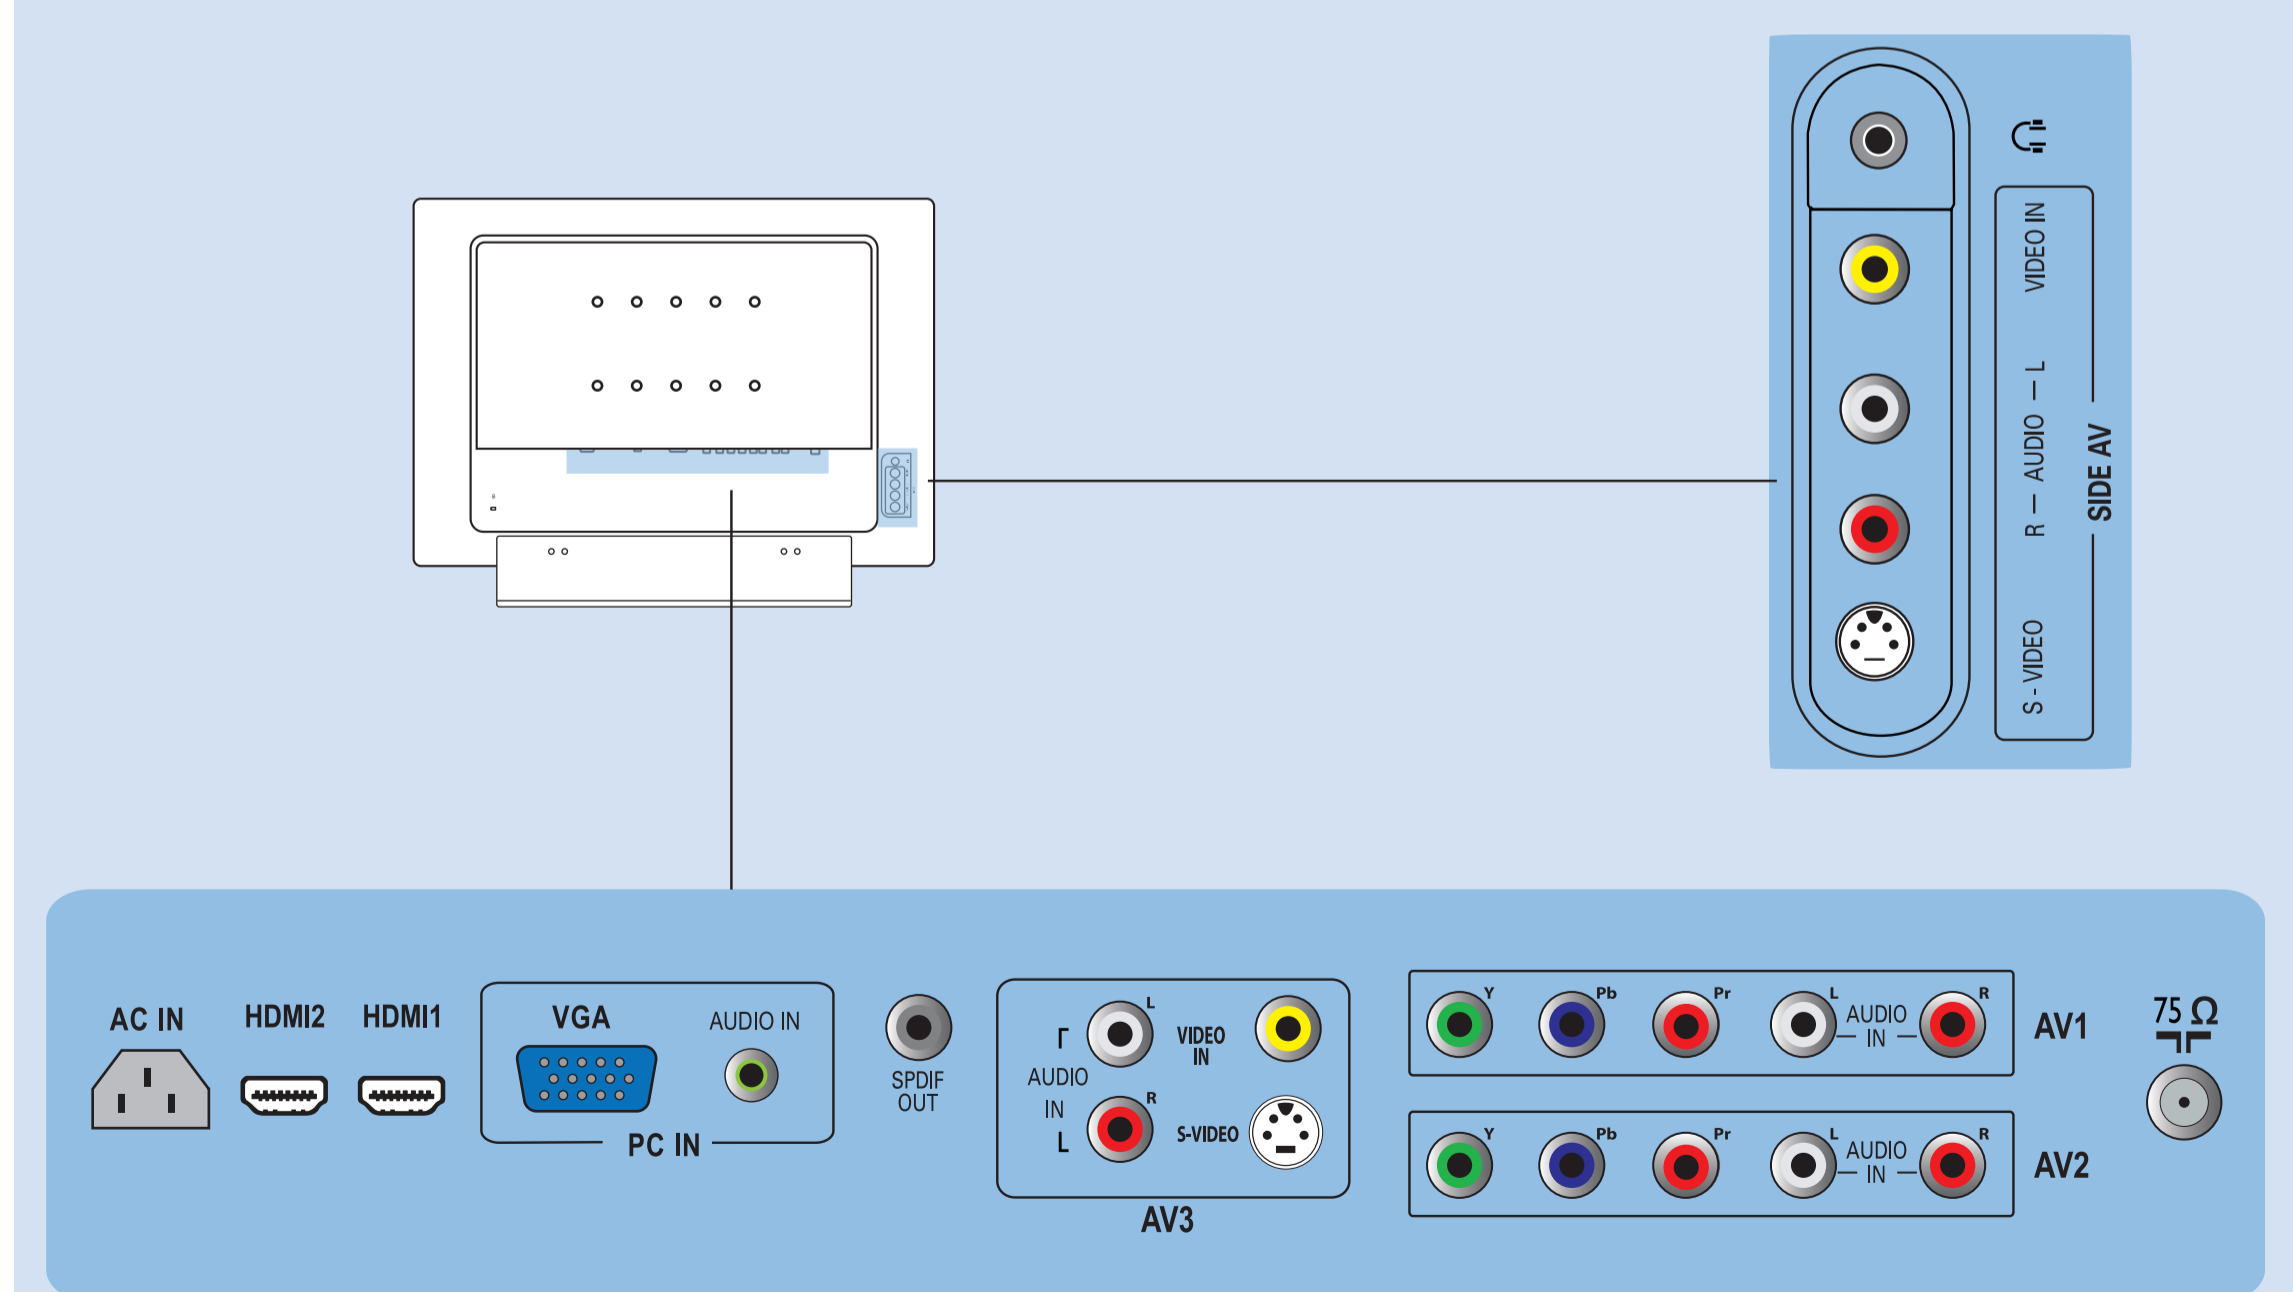 VIDEO IN
R — AUDIO — L
S - VIDEO
SIDE AV
AC IN
HDMI2
HDMI1
VGA
AUDIO IN
PC IN
SPDIF
OUT
L
AUDIO
IN
R
VIDEO
IN
S-VIDEO
AV3
Y Pb Pr L AUDIO R
IN
AV1
Y Pb Pr L AUDIO R
IN
AV2
75 Ω